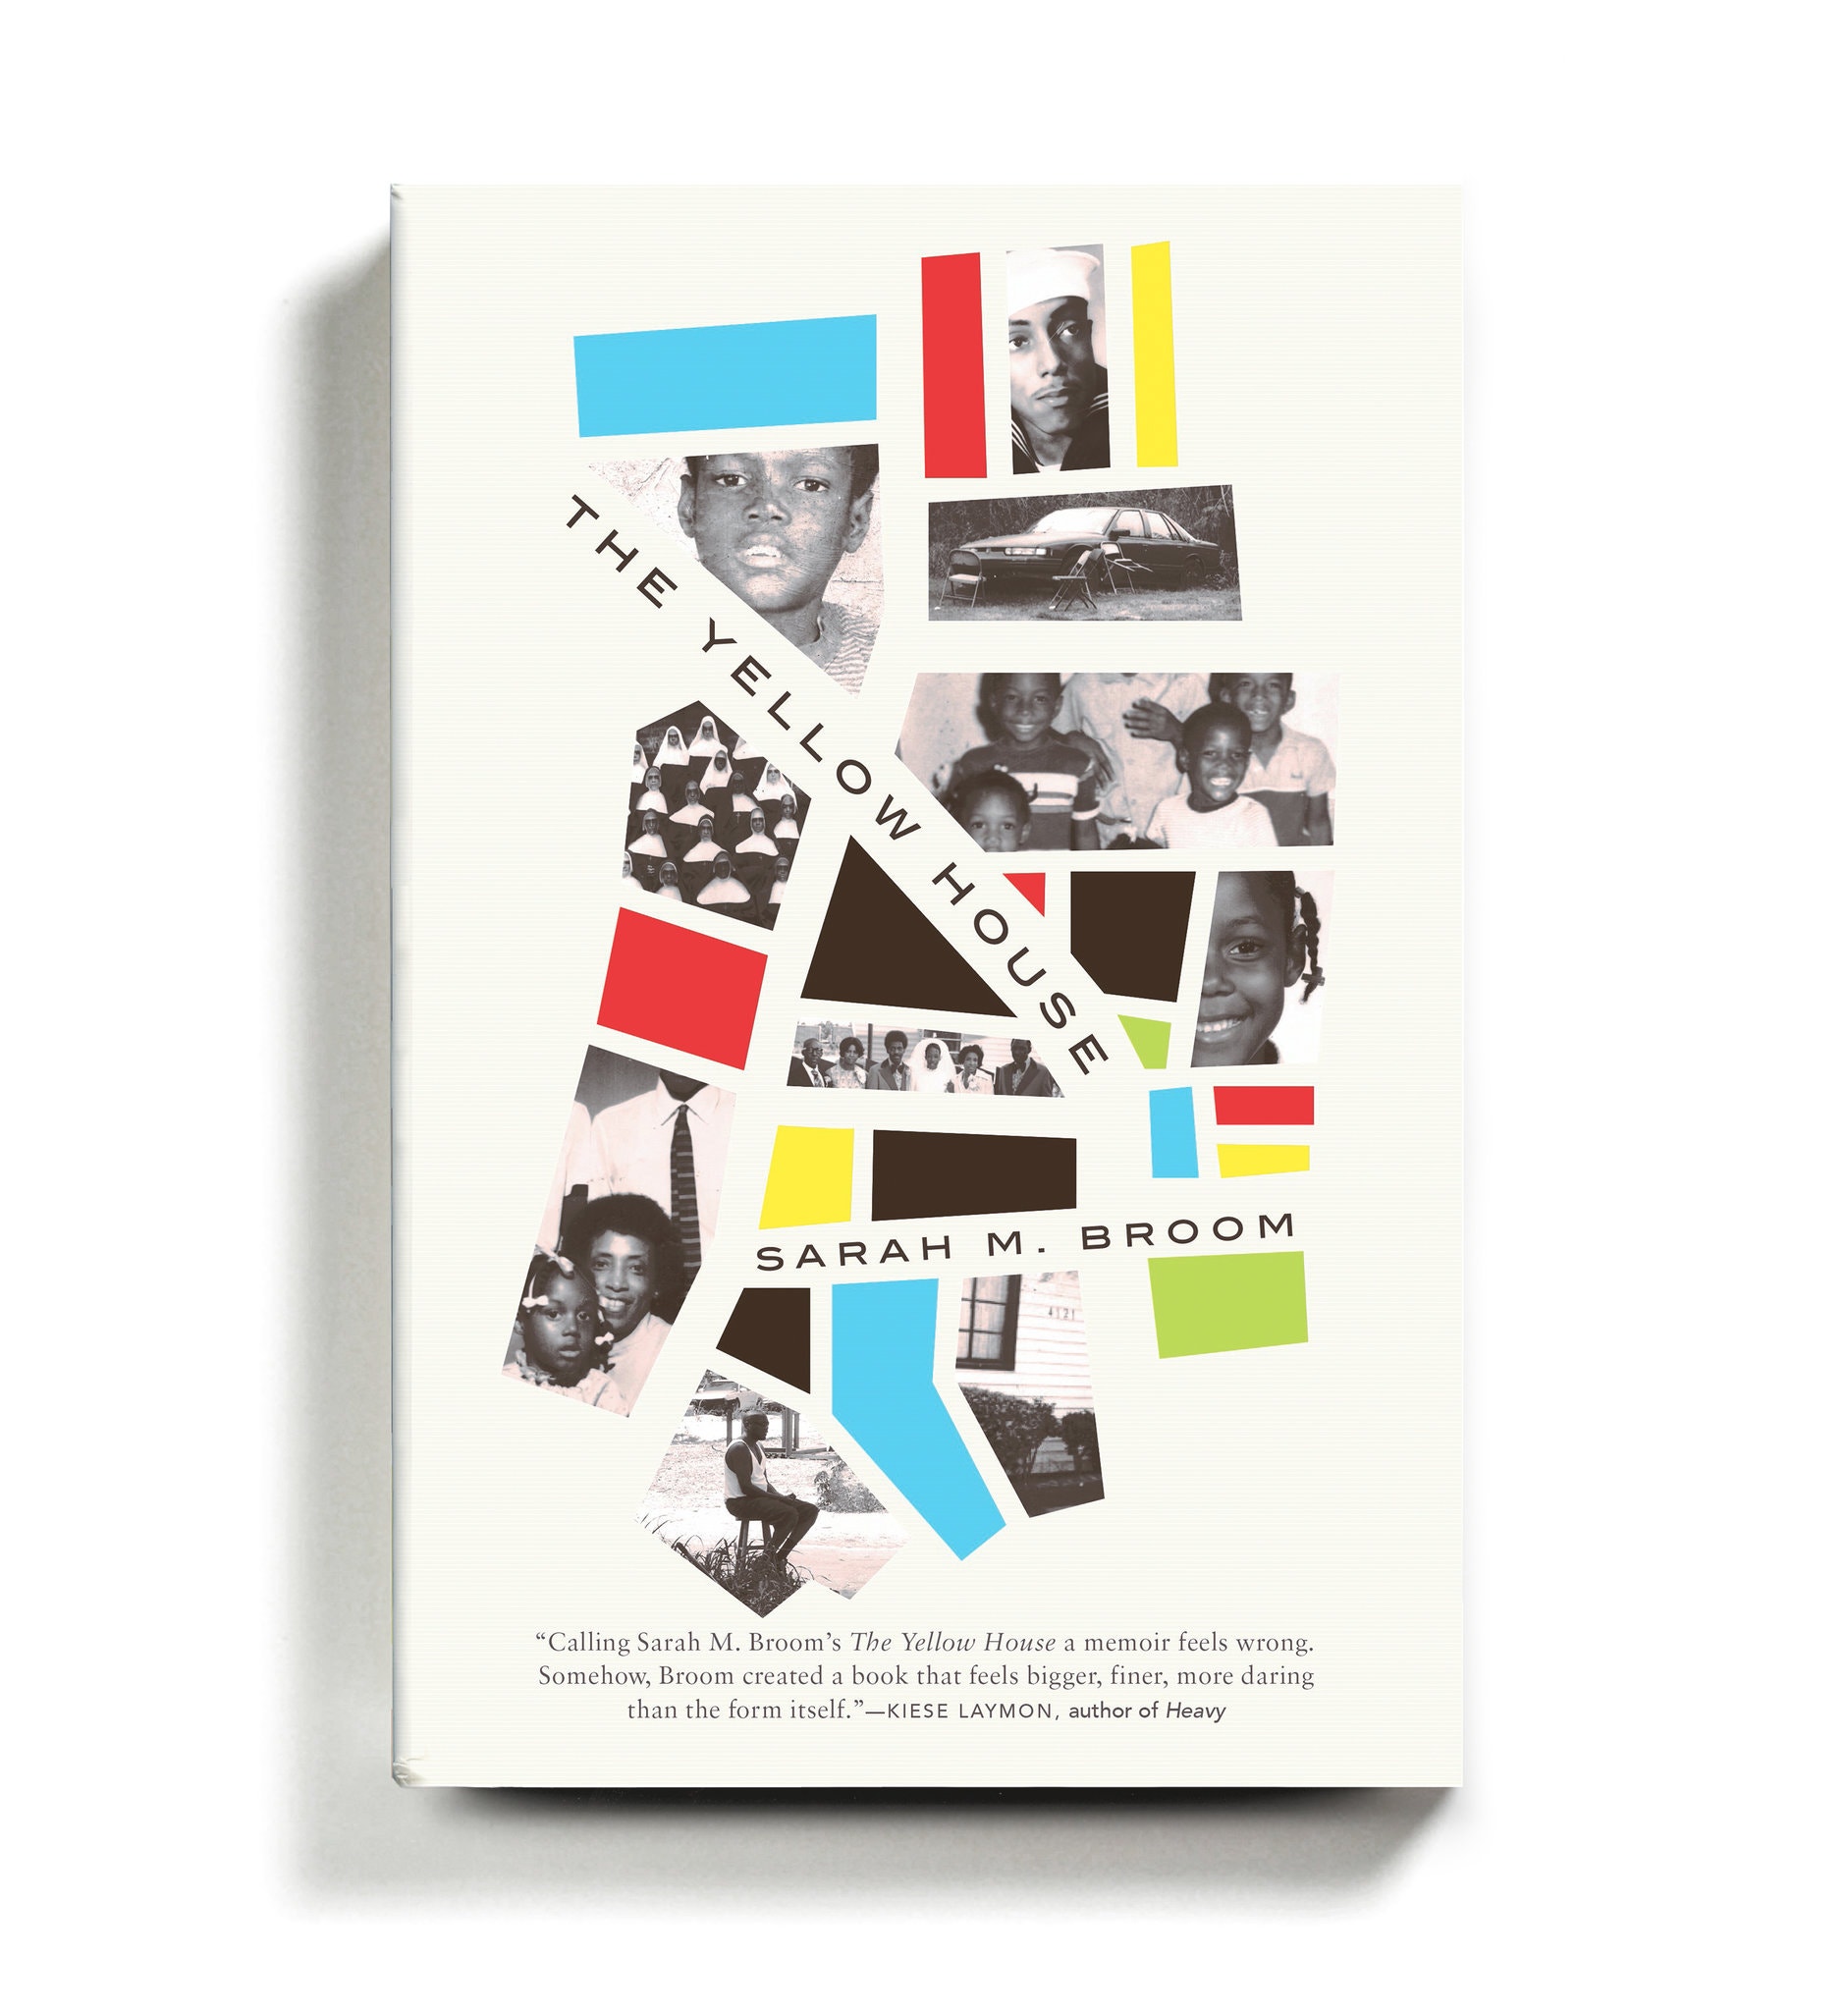 THE YELLOW HOUSE
4121
SARAH M. BROOM
“Calling Sarah M. Broom’s The Yellow House a memoir feels wrong.
Somehow, Broom created a book that feels bigger, finer, more daring
than the form itself.”—KIESE LAYMON, author of Heavy